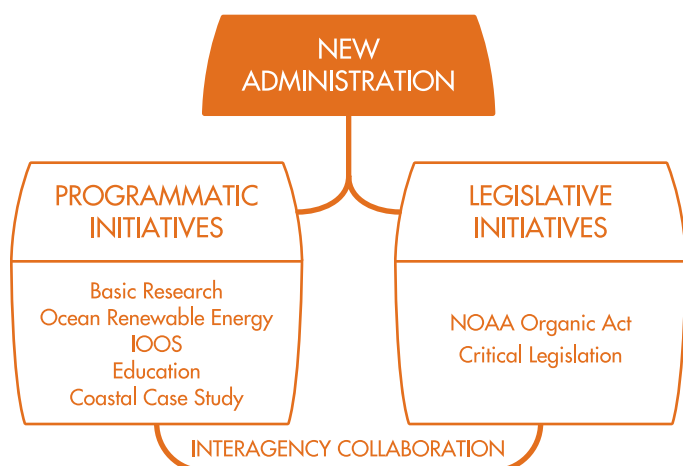 NEW
ADMINISTRATION
PROGRAMMATIC
INITIATIVES
Basic Research
Ocean Renewable Energy
IOOS
Education
Coastal Case Study
LEGISLATIVE
INITIATIVES
NOAA Organic Act
Critical Legislation
INTERAGENCY COLLABORATION